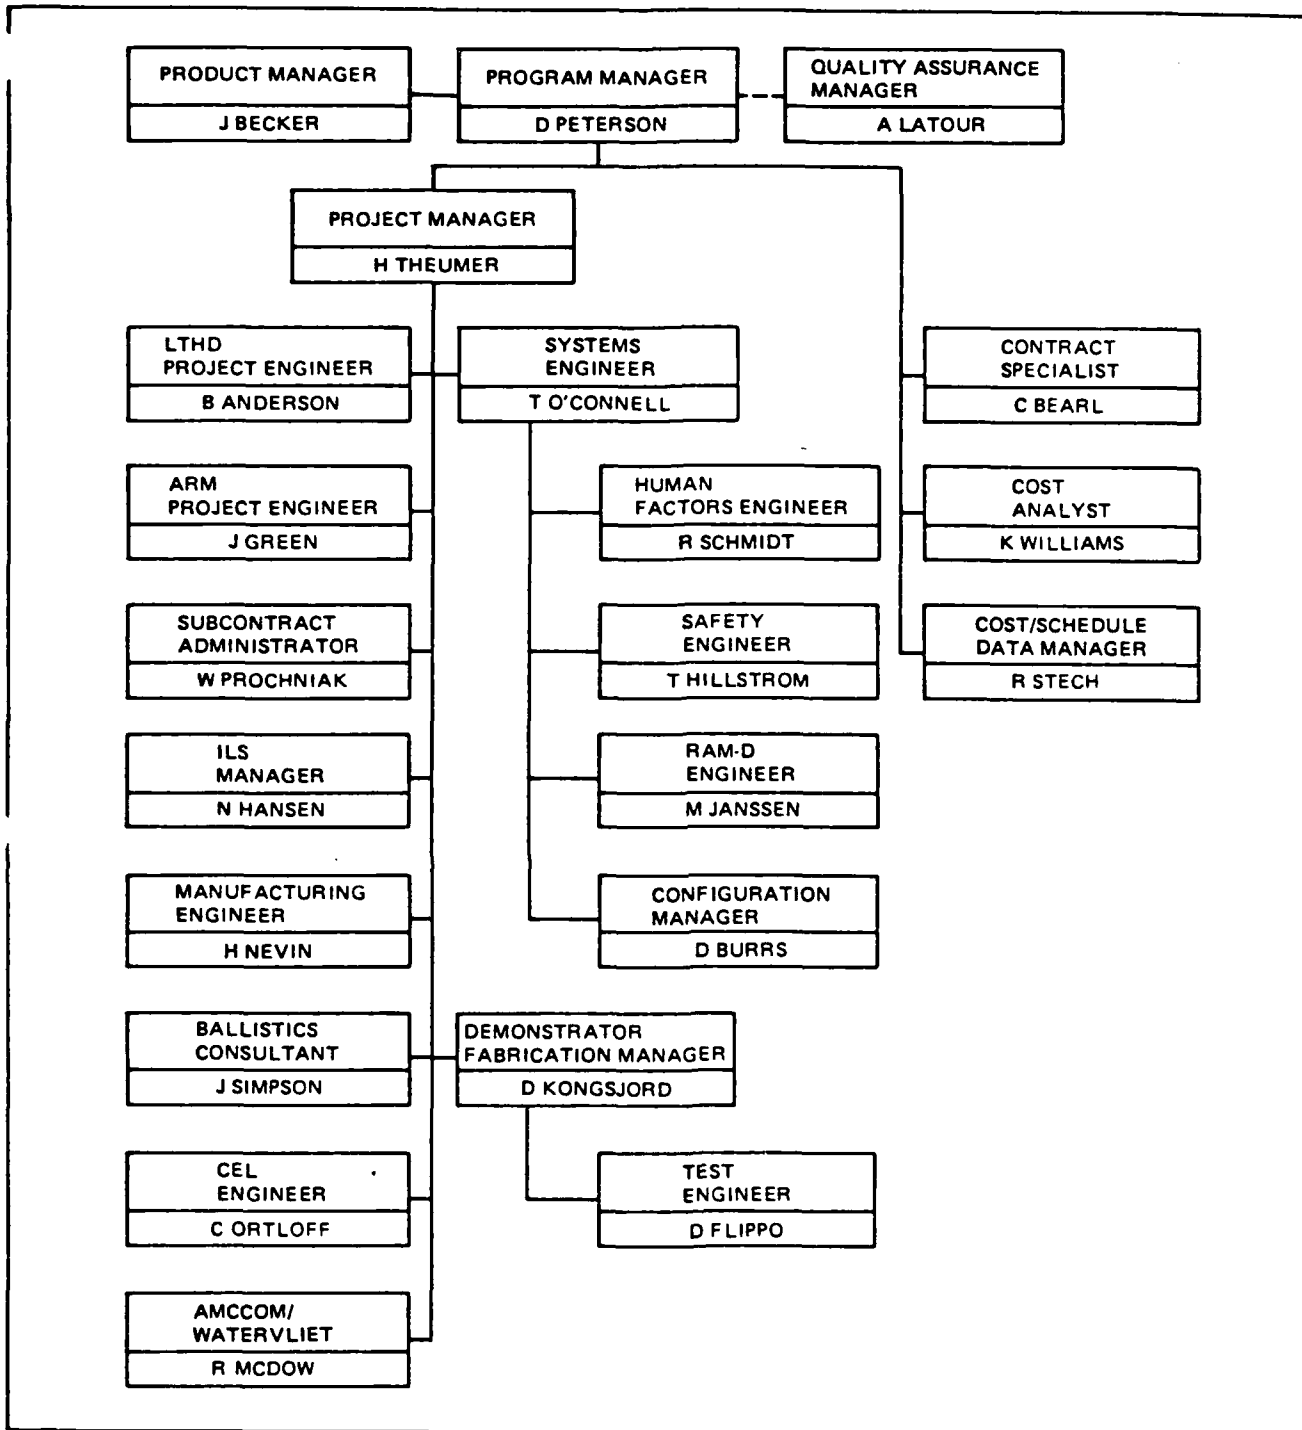 PRODUCT MANAGER
J BECKER
PROGRAM MANAGER
D PETERSON
QUALITY ASSURANCE
MANAGER
A LATOUR
PROJECT MANAGER
H THEUMER
LTHD
PROJECT ENGINEER
B ANDERSON
SYSTEMS
ENGINEER
T O'CONNELL
CONTRACT
SPECIALIST
C BEARL
ARM
PROJECT ENGINEER
J GREEN
HUMAN
FACTORS ENGINEER
R SCHMIDT
COST
ANALYST
K WILLIAMS
SUBCONTRACT
ADMINISTRATOR
W PROCHNIAK
SAFETY
ENGINEER
T HILLSTROM
COST/SCHEDULE
DATA MANAGER
R STECH
ILS
MANAGER
N HANSEN
RAM-D
ENGINEER
M JANSSEN
MANUFACTURING
ENGINEER
H NEVIN
CONFIGURATION
MANAGER
D BURRS
BALLISTICS
CONSULTANT
J SIMPSON
DEMONSTRATOR
FABRICATION MANAGER
D KONGSJORD
CEL
ENGINEER
C ORTLOFF
TEST
ENGINEER
D FLIPPO
AMCCOM/
WATERVLIET
R MCDOW